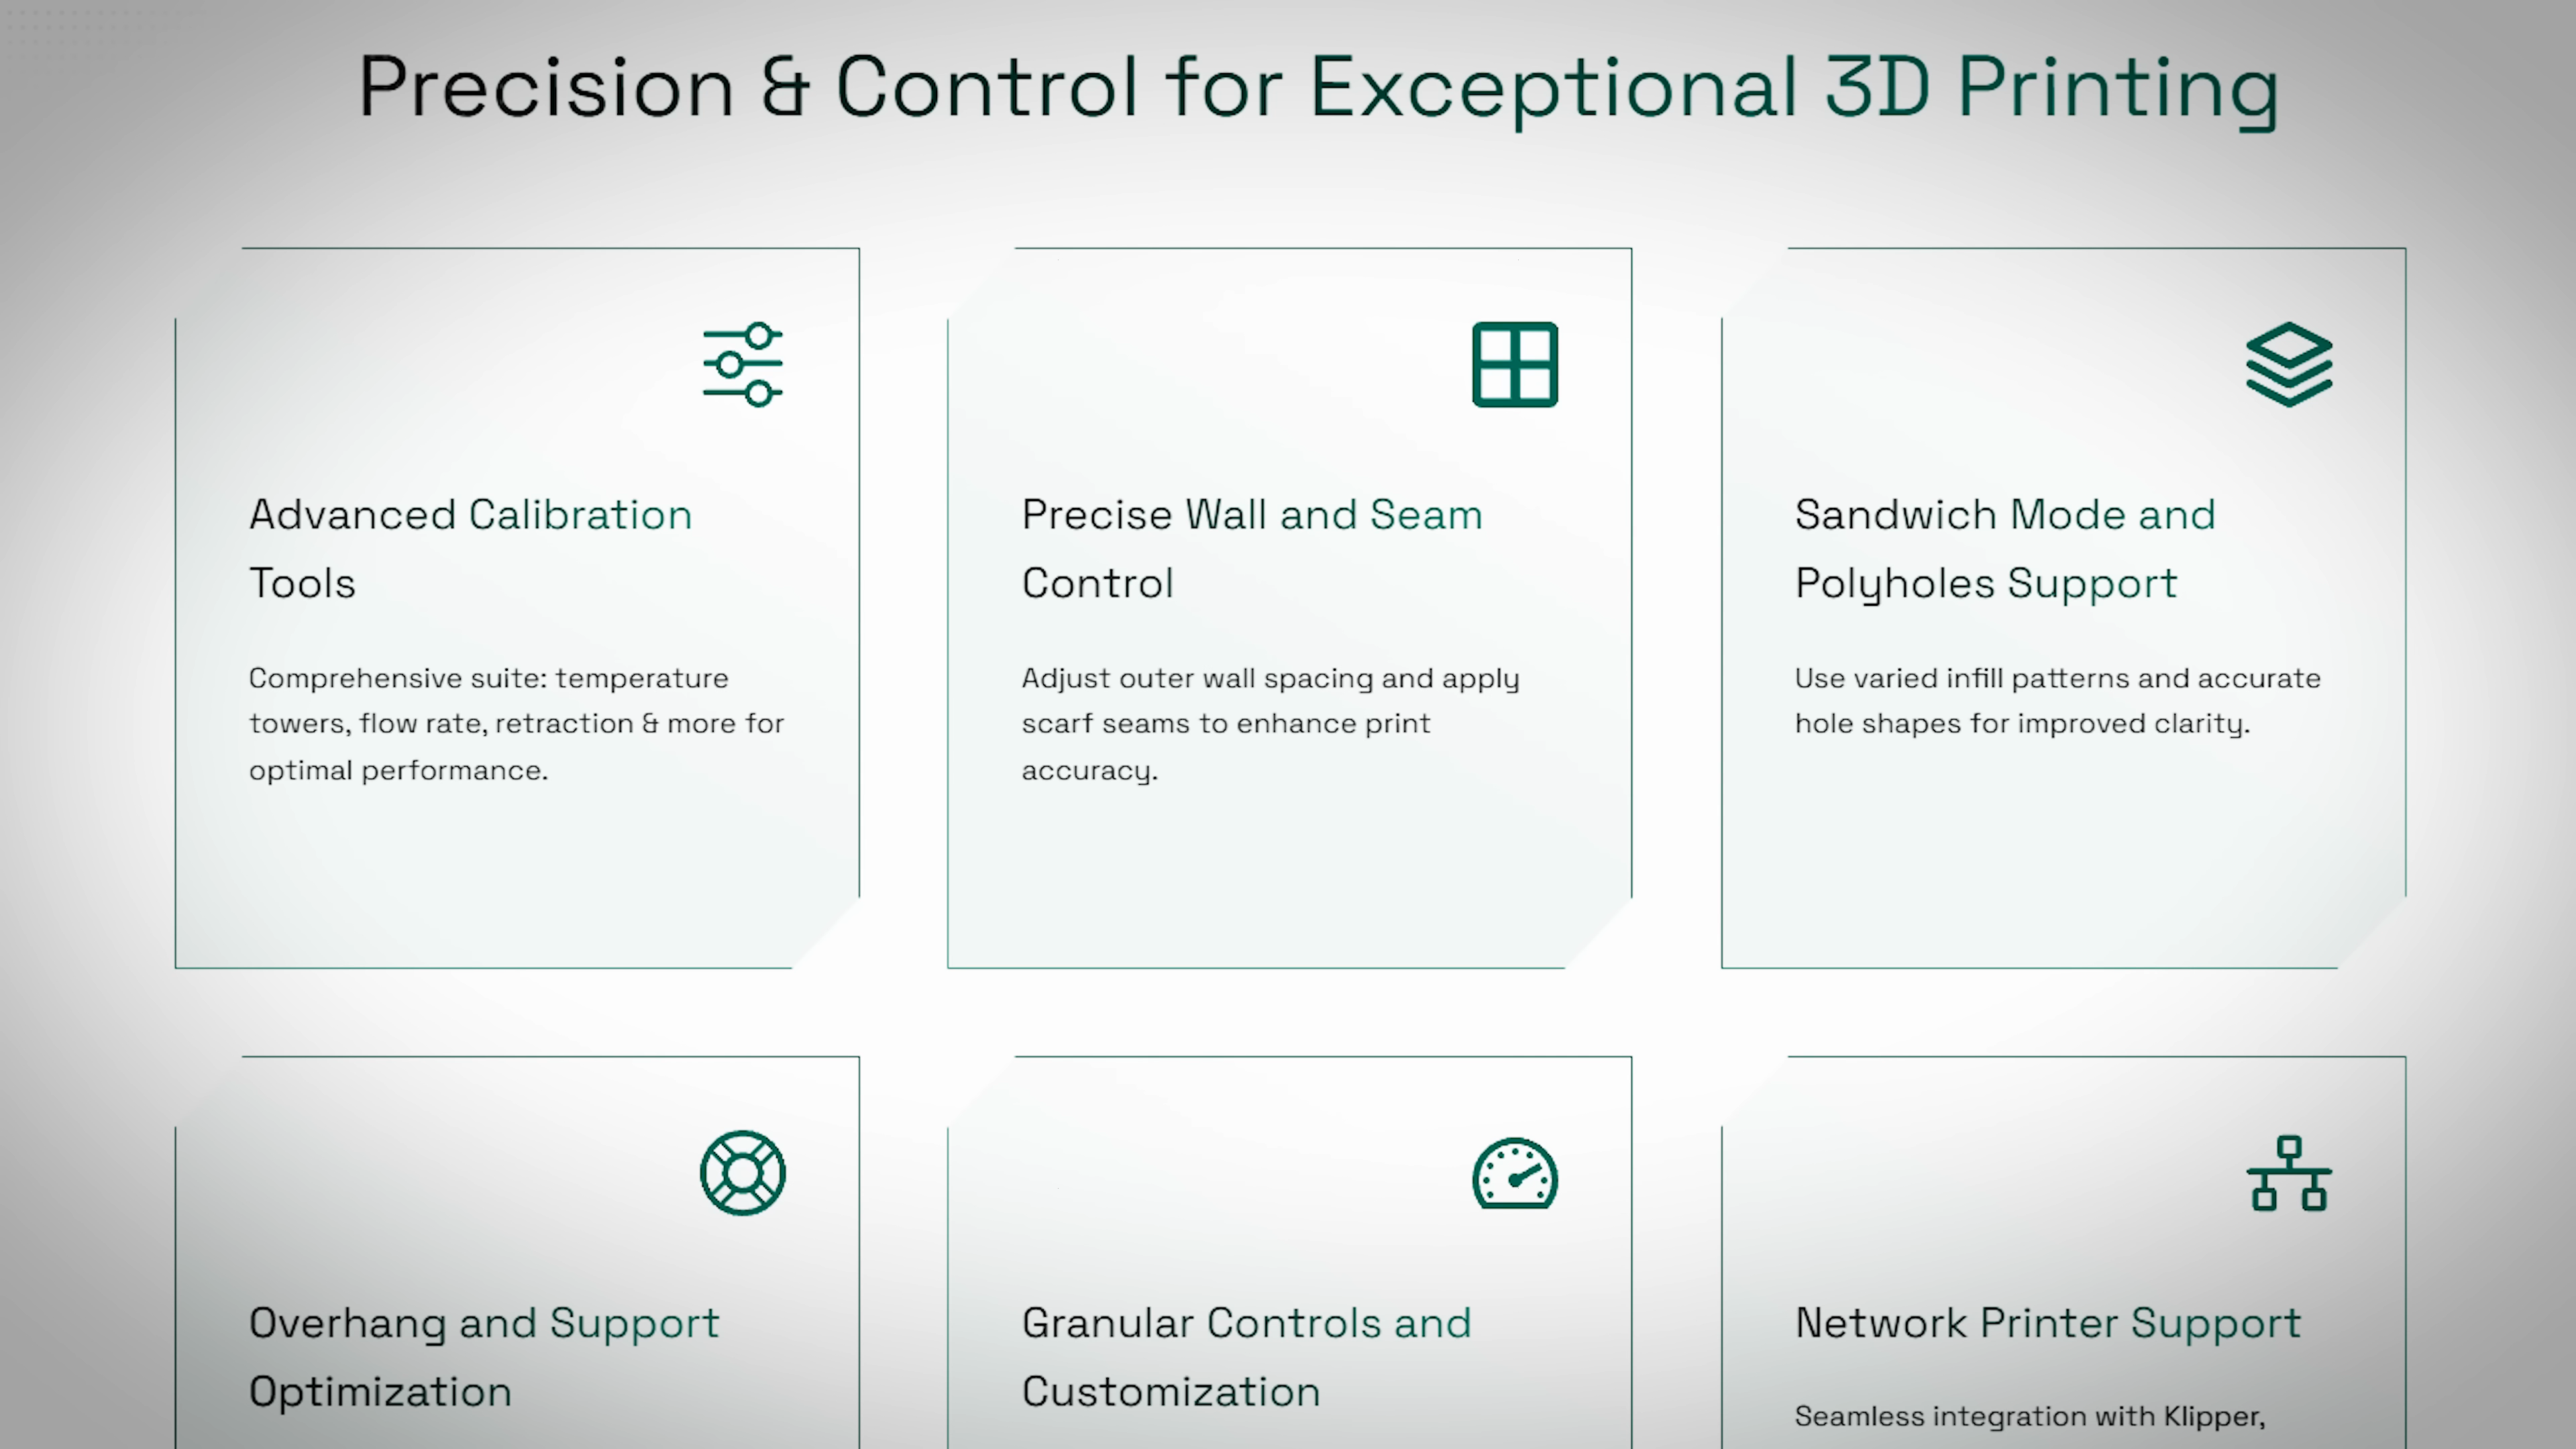 Precision & Control for Exceptional 3D Printing
Advanced Calibration
Tools
Comprehensive suite: temperature
towers, flow rate, retraction & more for
optimal performance.
Precise Wall and Seam
Control
Adjust outer wall spacing and apply
scarf seams to enhance print
accuracy.
Sandwich Mode and
Polyholes Support
Use varied infill patterns and accurate
hole shapes for improved clarity.
Overhang and Support
Optimization
Granular Controls and
Customization
Network Printer Support
Seamless integration with Klipper,